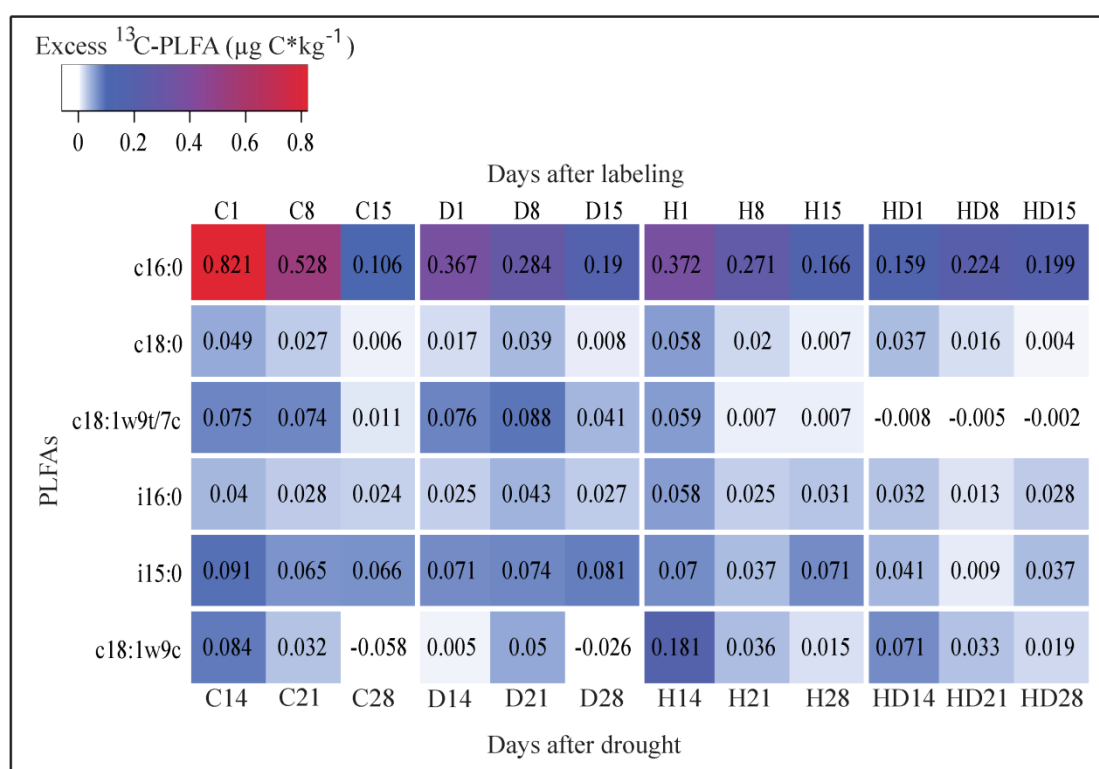 Excess ¹³C-PLFA (µg C*kg⁻¹)
0 0.2 0.4 0.6 0.8
Days after labeling
C1 C8 C15 D1 D8 D15 H1 H8 H15 HD1 HD8 HD15
PLFAs
c16:0 0.821 0.528 0.106 0.367 0.284 0.19 0.372 0.271 0.166 0.159 0.224 0.199
c18:0 0.049 0.027 0.006 0.017 0.039 0.008 0.058 0.02 0.007 0.037 0.016 0.004
c18:1w9t/7c 0.075 0.074 0.011 0.076 0.088 0.041 0.059 0.007 0.007 -0.008 -0.005 -0.002
i16:0 0.04 0.028 0.024 0.025 0.043 0.027 0.058 0.025 0.031 0.032 0.013 0.028
i15:0 0.091 0.065 0.066 0.071 0.074 0.081 0.07 0.037 0.071 0.041 0.009 0.037
c18:1w9c 0.084 0.032 -0.058 0.005 0.05 -0.026 0.181 0.036 0.015 0.071 0.033 0.019
C14 C21 C28 D14 D21 D28 H14 H21 H28 HD14 HD21 HD28
Days after drought